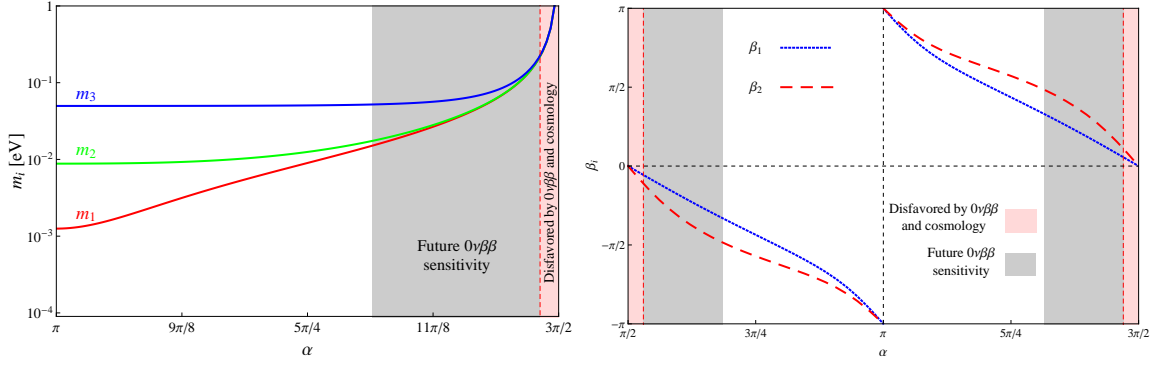 1
10⁻¹
10⁻²
10⁻³
10⁻⁴
mᵢ [eV]
m₃
m₂
m₁
Future 0νββ
sensitivity
Disfavored by 0νββ and cosmology
π
9π/8
5π/4
11π/8
3π/2
α
π
π/2
0
−π/2
−π
βᵢ
β₁
β₂
Disfavored by 0νββ
and cosmology
Future 0νββ
sensitivity
π/2
3π/4
π
5π/4
3π/2
α